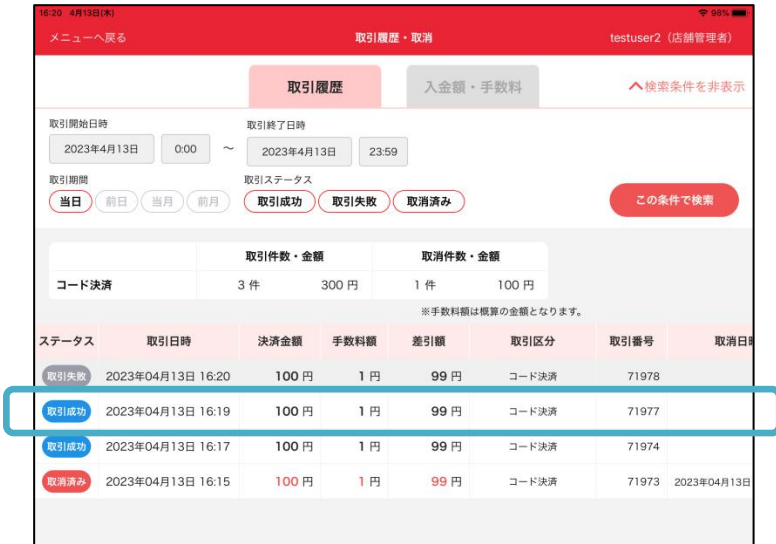 16:20 4月13日(木) 98%
メニューへ戻る 取引履歴・取消 testuser2（店舗管理者）
取引履歴 入金額・手数料 へ検索条件を非表示
取引開始日時 取引終了日時
2023年4月13日 0:00 ～ 2023年4月13日 23:59
取引期間 取引ステータス
当日 前日 当月 前月 取引成功 取引失敗 取消済み この条件で検索
取引件数・金額 取消件数・金額
コード決済 3 件 300 円 1 件 100 円
※手数料額は概算の金額となります。
ステータス 取引日時 決済金額 手数料額 差引額 取引区分 取引番号 取消日
取引失敗 2023年04月13日 16:20 100 円 1 円 99 円 コード決済 71978
取引成功 2023年04月13日 16:19 100 円 1 円 99 円 コード決済 71977
取引成功 2023年04月13日 16:17 100 円 1 円 99 円 コード決済 71974
取消済み 2023年04月13日 16:15 100 円 1 円 99 円 コード決済 71973 2023年04月13日